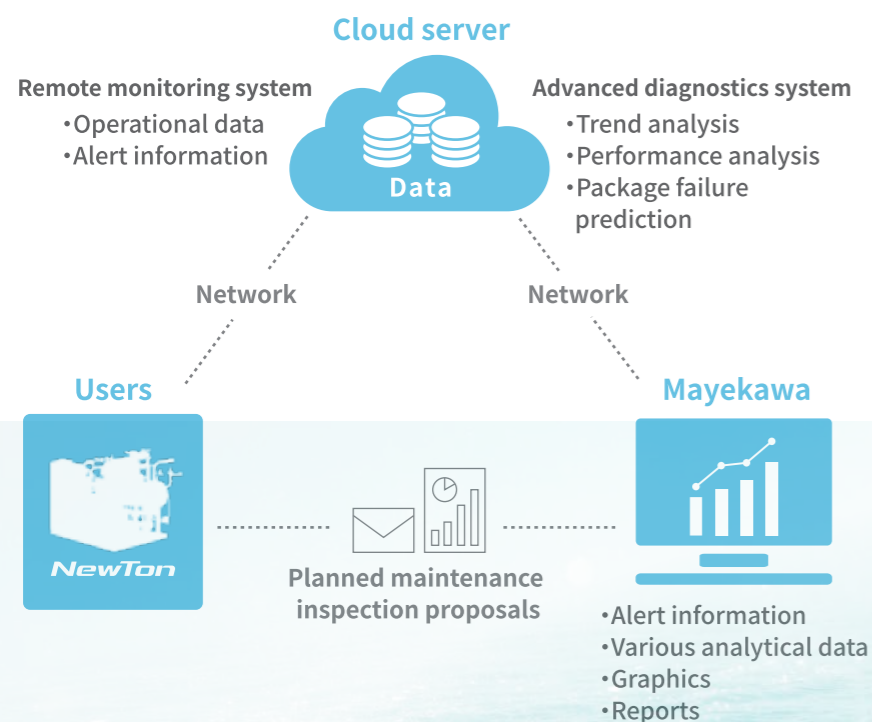 Cloud server
Remote monitoring system
・Operational data
・Alert information
Data
Advanced diagnostics system
・Trend analysis
・Performance analysis
・Package failure
prediction
Network
Network
Users
NewTon
Mayekawa
Planned maintenance
inspection proposals
・Alert information
・Various analytical data
・Graphics
・Reports